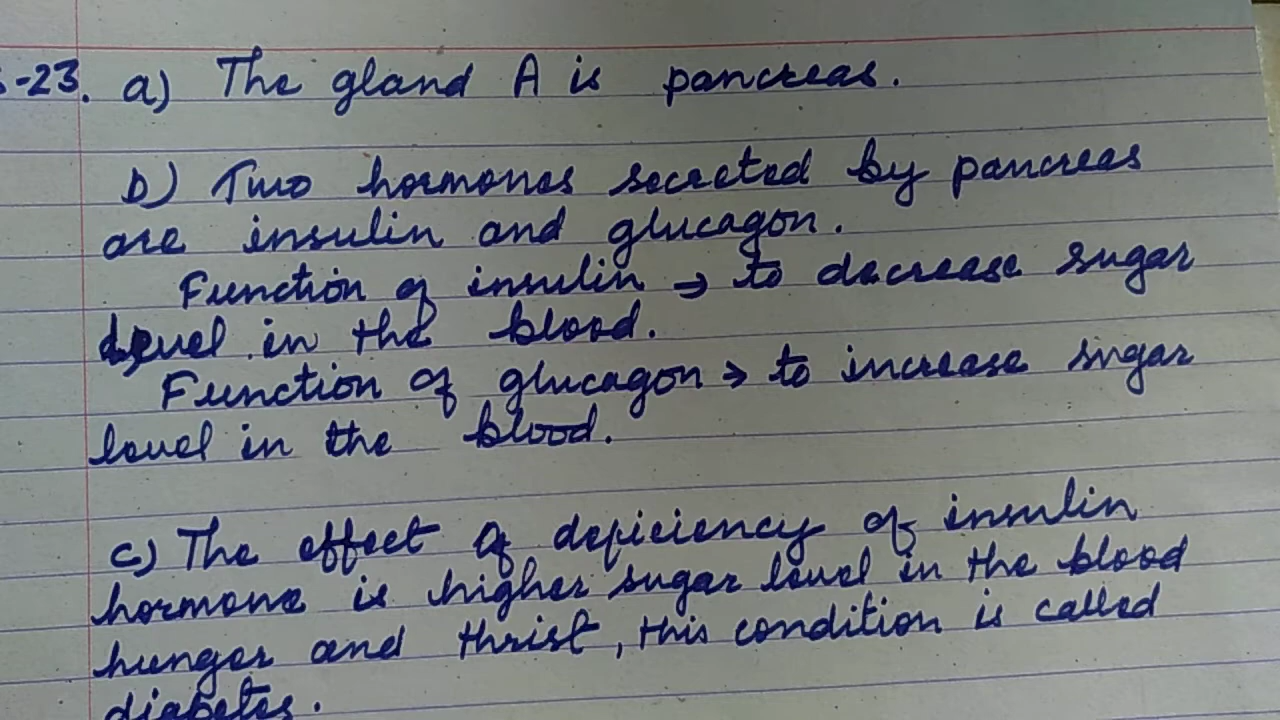 -23. a) The gland A is pancreas.
b) Two hormones secreted by pancreas
are insulin and glucagon.
Function of insulin → to decrease sugar
level in the blood.
Function of glucagon → to increase sugar
level in the blood.
c) The effect of deficiency of insulin
hormone is higher sugar level in the blood
hunger and thrist, this condition is called
diabetes.